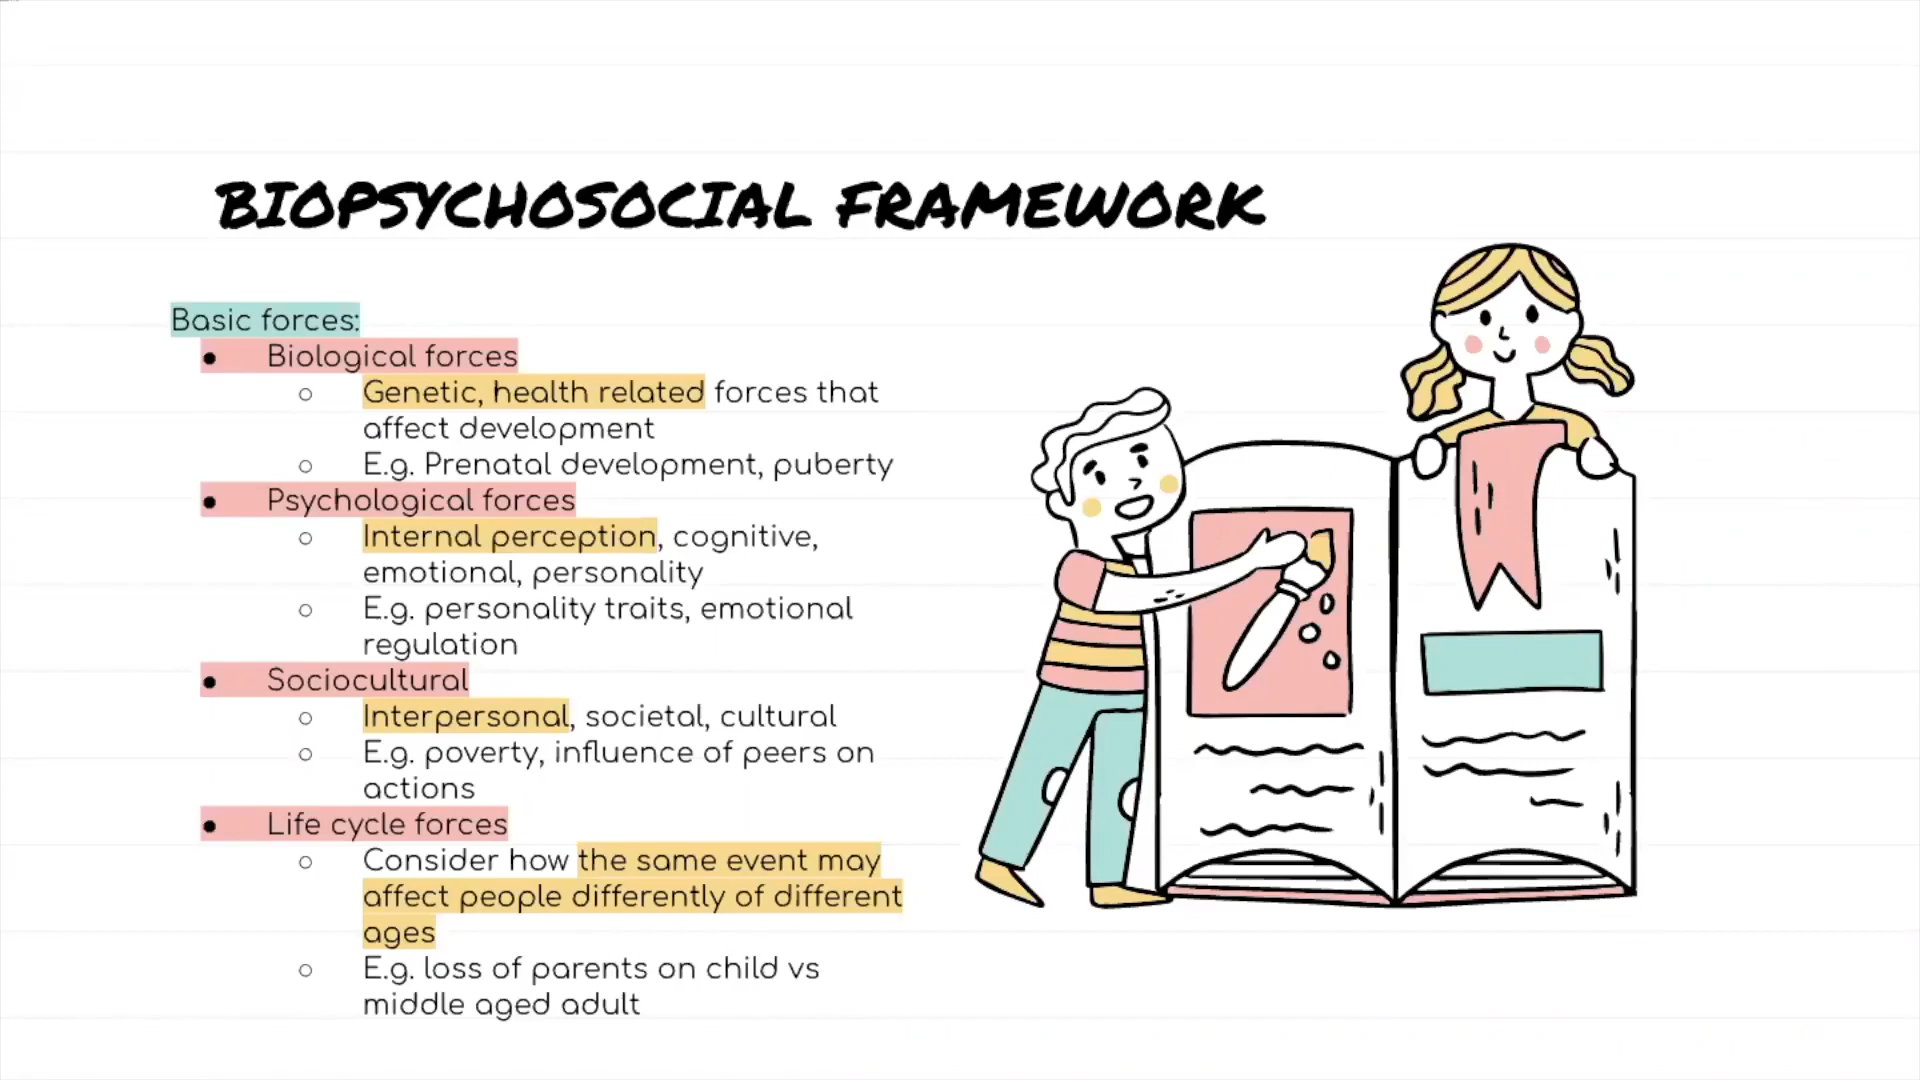 BIOPSYCHOSOCIAL FRAMEWORK
Basic forces:
● Biological forces
○ Genetic, health related forces that
affect development
○ E.g. Prenatal development, puberty
● Psychological forces
○ Internal perception, cognitive,
emotional, personality
○ E.g. personality traits, emotional
regulation
● Sociocultural
○ Interpersonal, societal, cultural
○ E.g. poverty, influence of peers on
actions
● Life cycle forces
○ Consider how the same event may
affect people differently of different
ages
○ E.g. loss of parents on child vs
middle aged adult